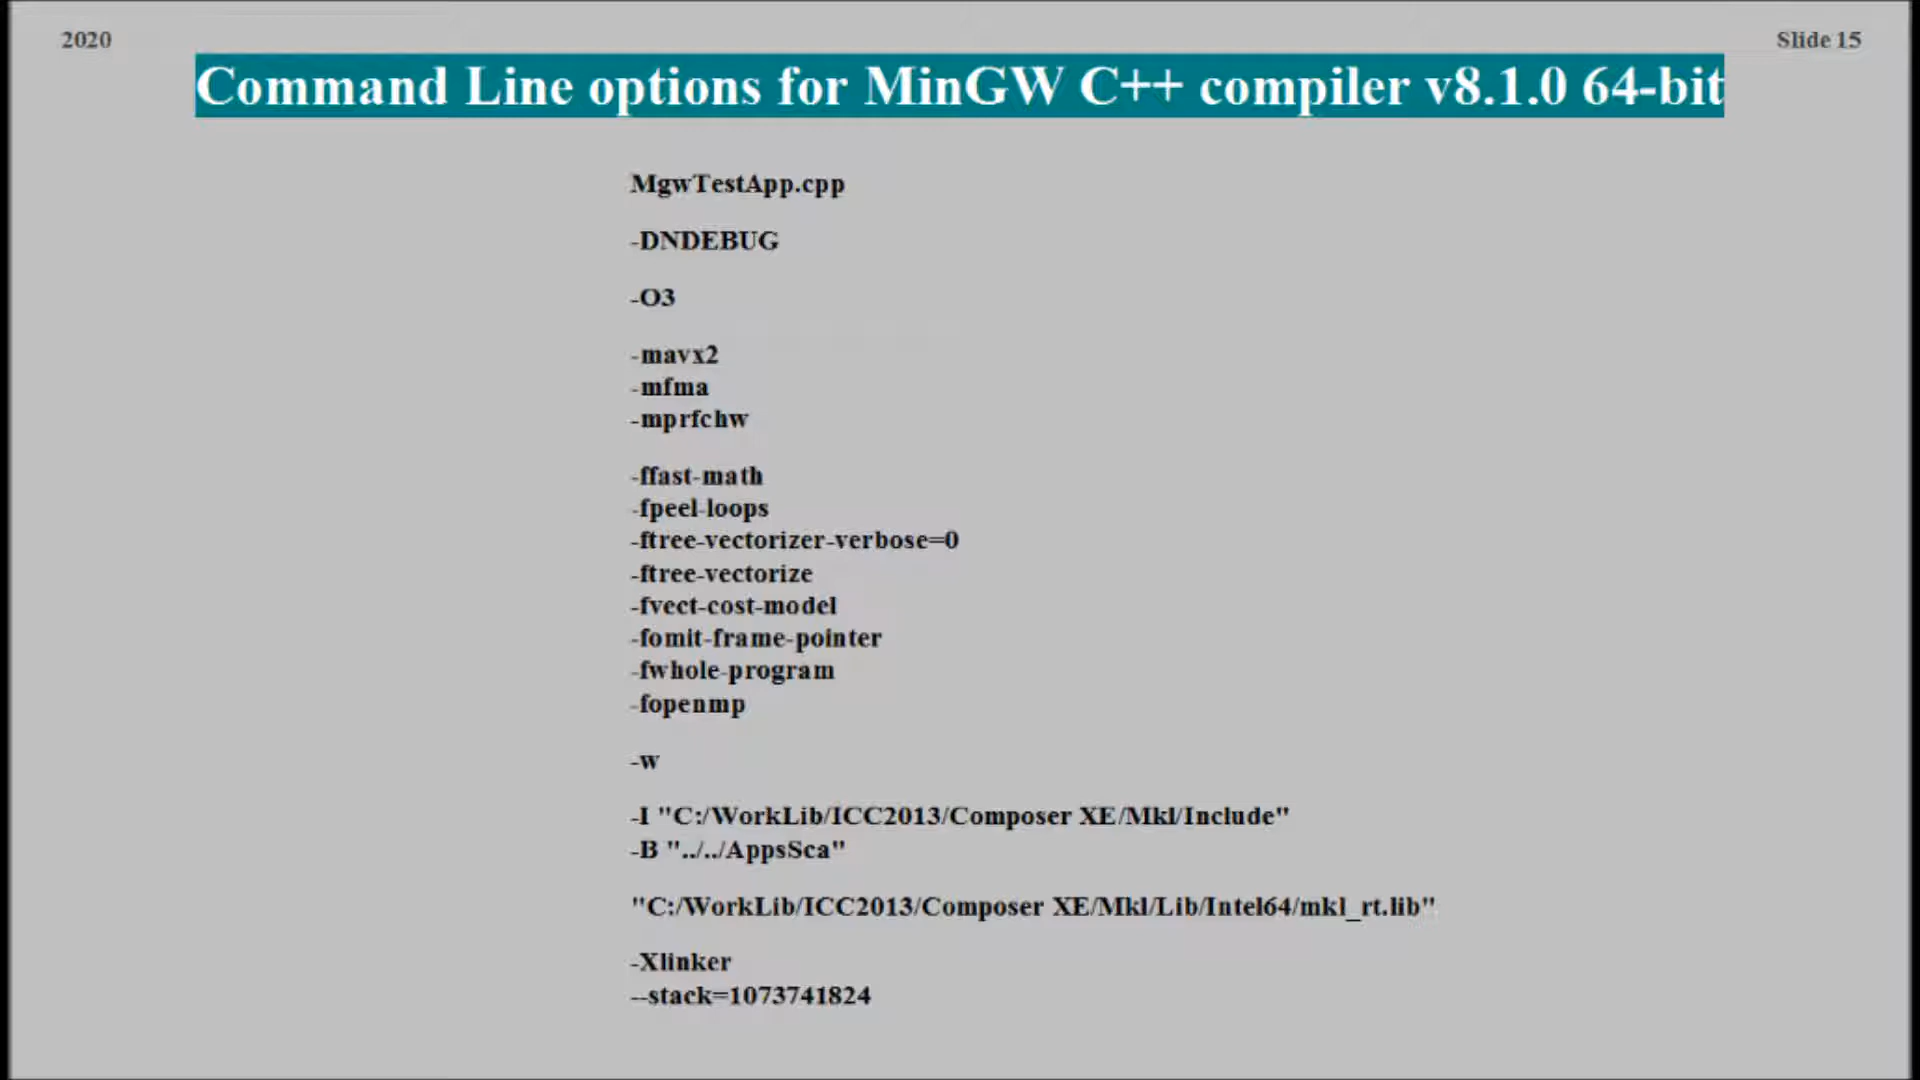 2020
Slide 15
Command Line options for MinGW C++ compiler v8.1.0 64-bit
MgwTestApp.cpp
-DNDEBUG
-O3
-mavx2
-mfma
-mprfchw
-ffast-math
-fpeel-loops
-ftree-vectorizer-verbose=0
-ftree-vectorize
-fvect-cost-model
-fomit-frame-pointer
-fwhole-program
-fopenmp
-w
-I "C:/WorkLib/ICC2013/Composer XE/Mkl/Include"
-B "../../AppsSca"
"C:/WorkLib/ICC2013/Composer XE/Mkl/Lib/Intel64/mkl_rt.lib"
-Xlinker
--stack=1073741824